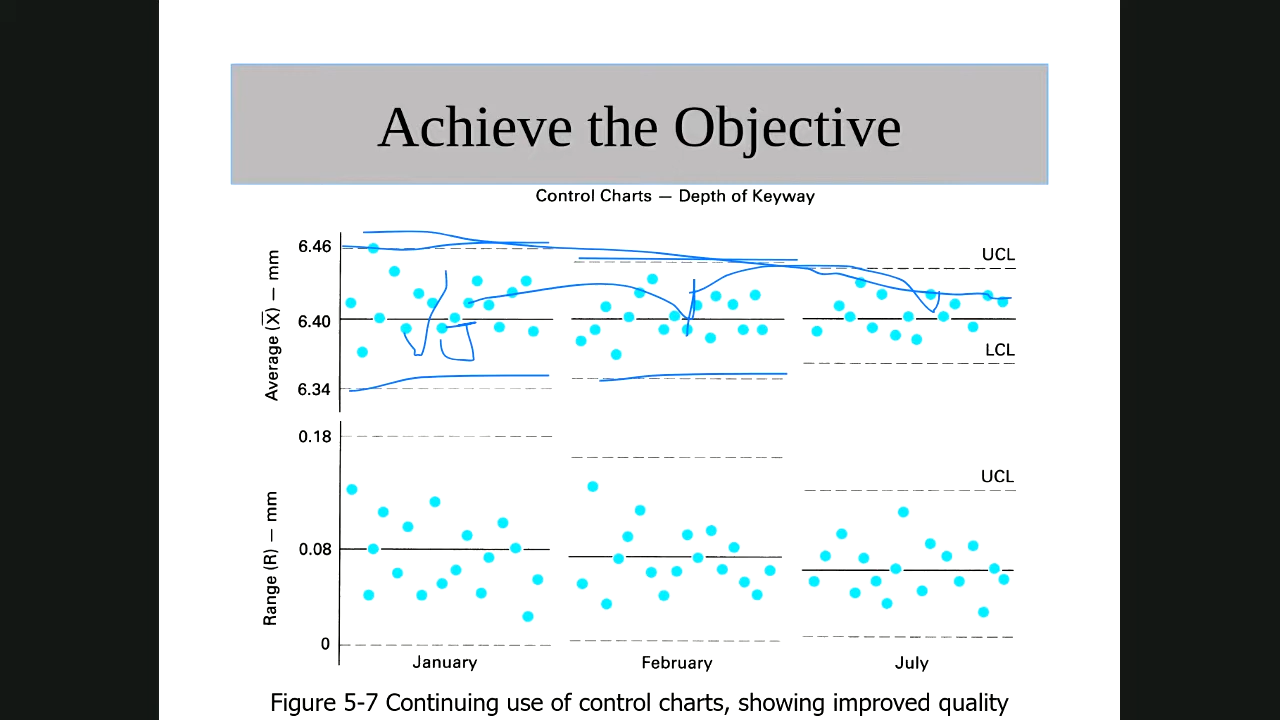 Achieve the Objective
Control Charts — Depth of Keyway
Average (X̅) — mm
6.46
6.40
6.34
UCL
LCL
Range (R) — mm
0.18
0.08
0
UCL
January
February
July
Figure 5-7 Continuing use of control charts, showing improved quality